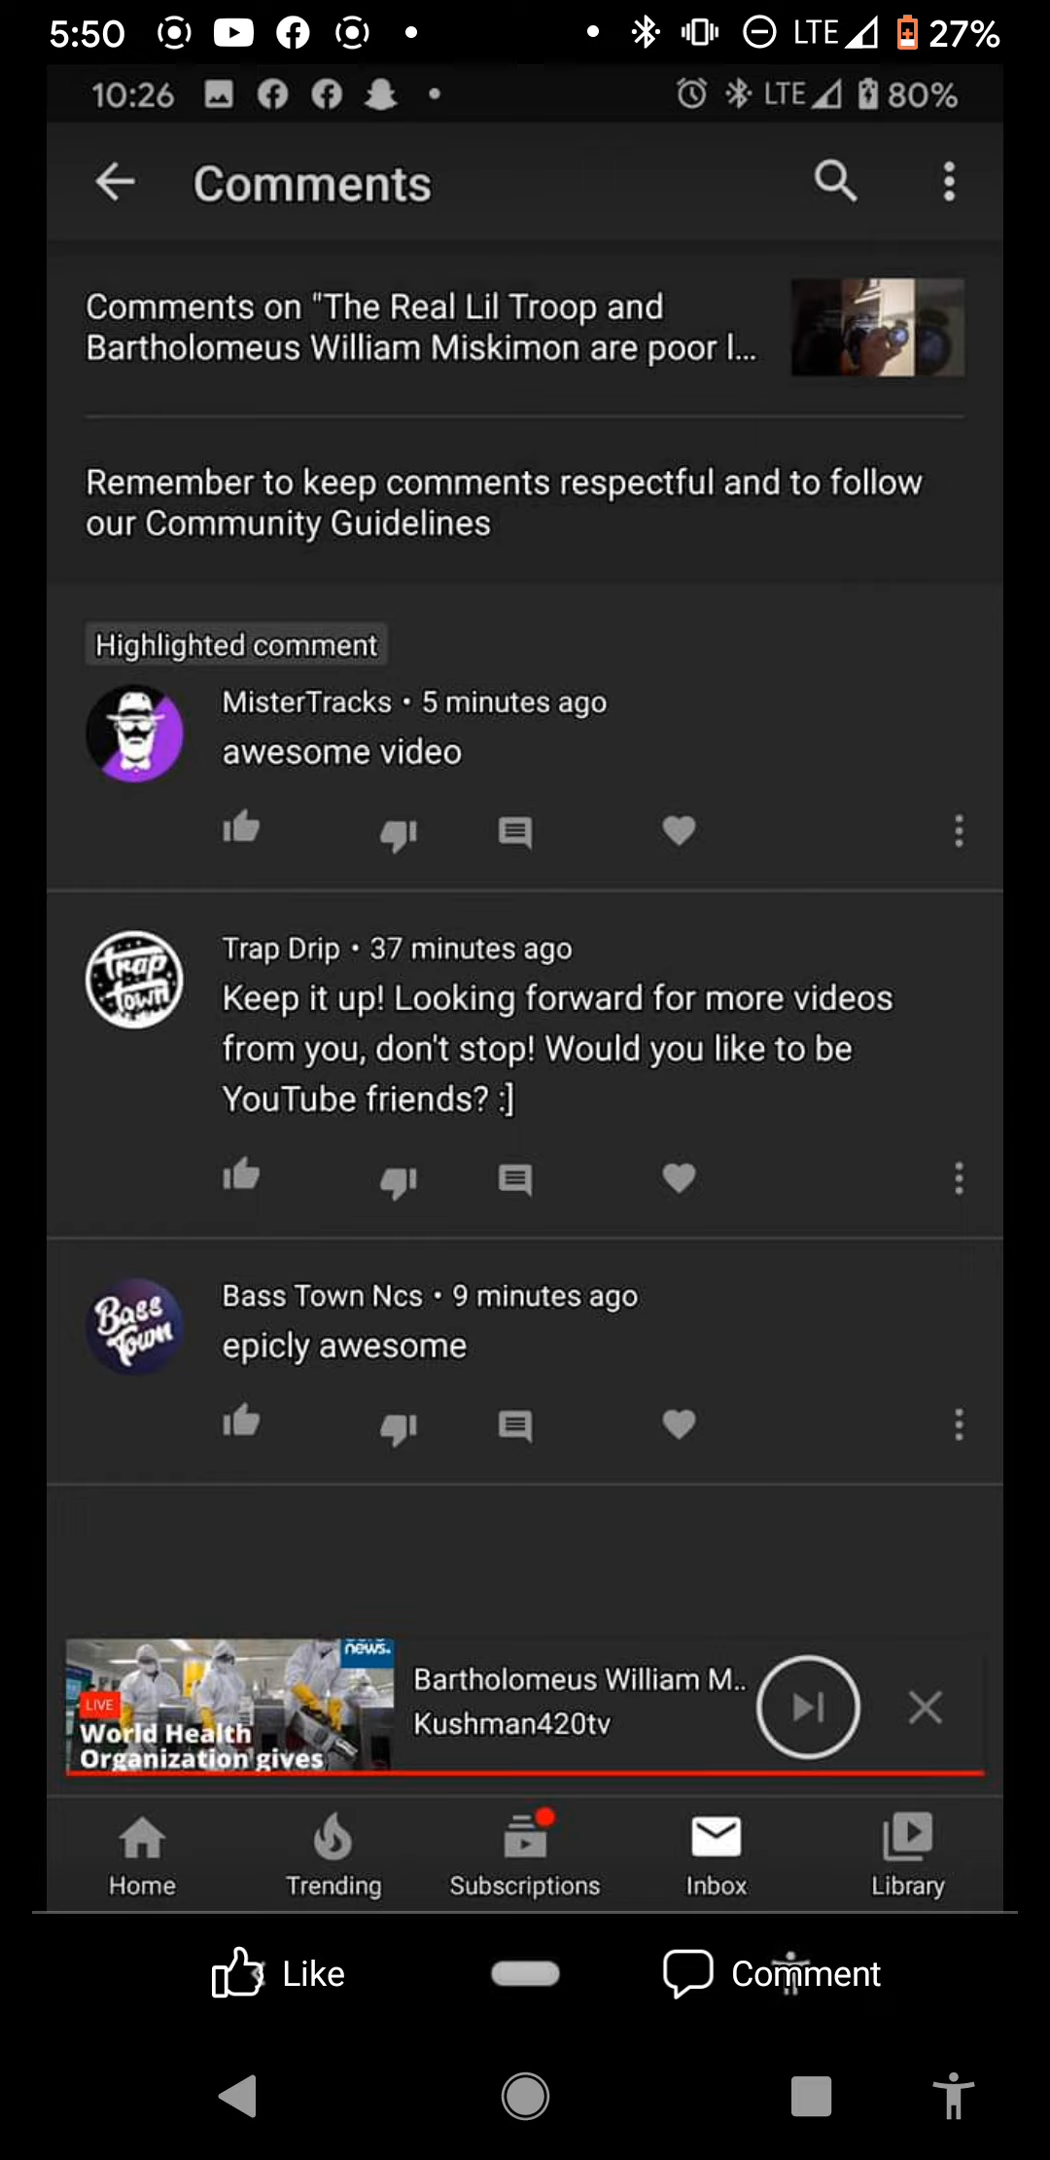 5:50 LTE 27%
10:26 LTE 80%
Comments
Comments on "The Real Lil Troop and
Bartholomeus William Miskimon are poor l...
Remember to keep comments respectful and to follow
our Community Guidelines
Highlighted comment
MisterTracks • 5 minutes ago
awesome video
Trap Town
Trap Drip • 37 minutes ago
Keep it up! Looking forward for more videos
from you, don't stop! Would you like to be
YouTube friends? :]
Bass Town
Bass Town Ncs • 9 minutes ago
epicly awesome
news.
LIVE
World Health
Organization gives
Bartholomeus William M..
Kushman420tv
Home Trending Subscriptions Inbox Library
Like Comment